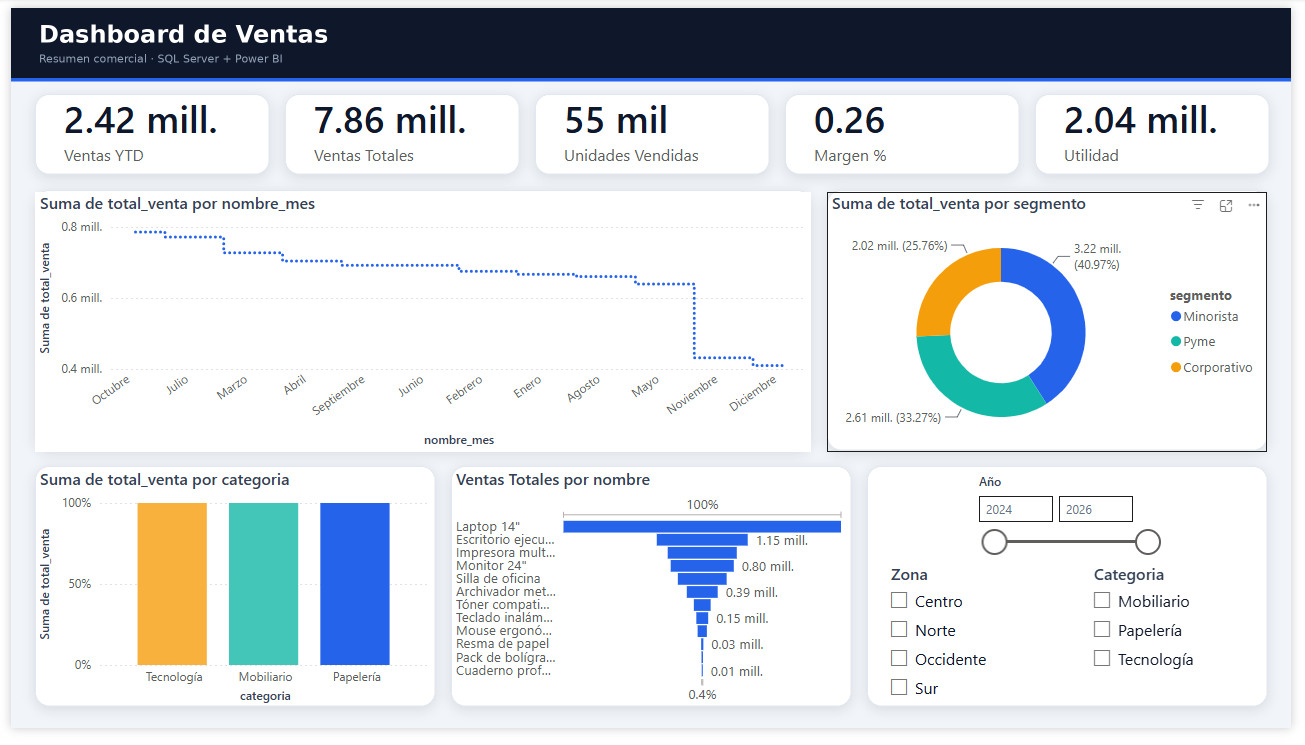 Dashboard de Ventas
Resumen comercial · SQL Server + Power BI
2.42 mill.
Ventas YTD
7.86 mill.
Ventas Totales
55 mil
Unidades Vendidas
0.26
Margen %
2.04 mill.
Utilidad
Suma de total_venta por nombre_mes
Suma de total_venta
0.8 mill.
0.6 mill.
0.4 mill.
Octubre
Julio
Marzo
Abril
Septiembre
Junio
Febrero
Enero
Agosto
Mayo
Noviembre
Diciembre
nombre_mes
Suma de total_venta por segmento
2.02 mill. (25.76%)
3.22 mill.
(40.97%)
2.61 mill. (33.27%)
segmento
Minorista
Pyme
Corporativo
Suma de total_venta por categoria
Suma de total_venta
100%
50%
0%
Tecnología
Mobiliario
Papelería
categoria
Ventas Totales por nombre
100%
Laptop 14"
Escritorio ejecu...
1.15 mill.
Impresora mult...
Monitor 24"
0.80 mill.
Silla de oficina
Archivador met...
0.39 mill.
Tóner compati...
Teclado inalám...
0.15 mill.
Mouse ergonó...
Resma de papel
0.03 mill.
Pack de bolígra...
Cuaderno prof...
0.01 mill.
0.4%
Año
2024
2026
Zona
Centro
Norte
Occidente
Sur
Categoria
Mobiliario
Papelería
Tecnología